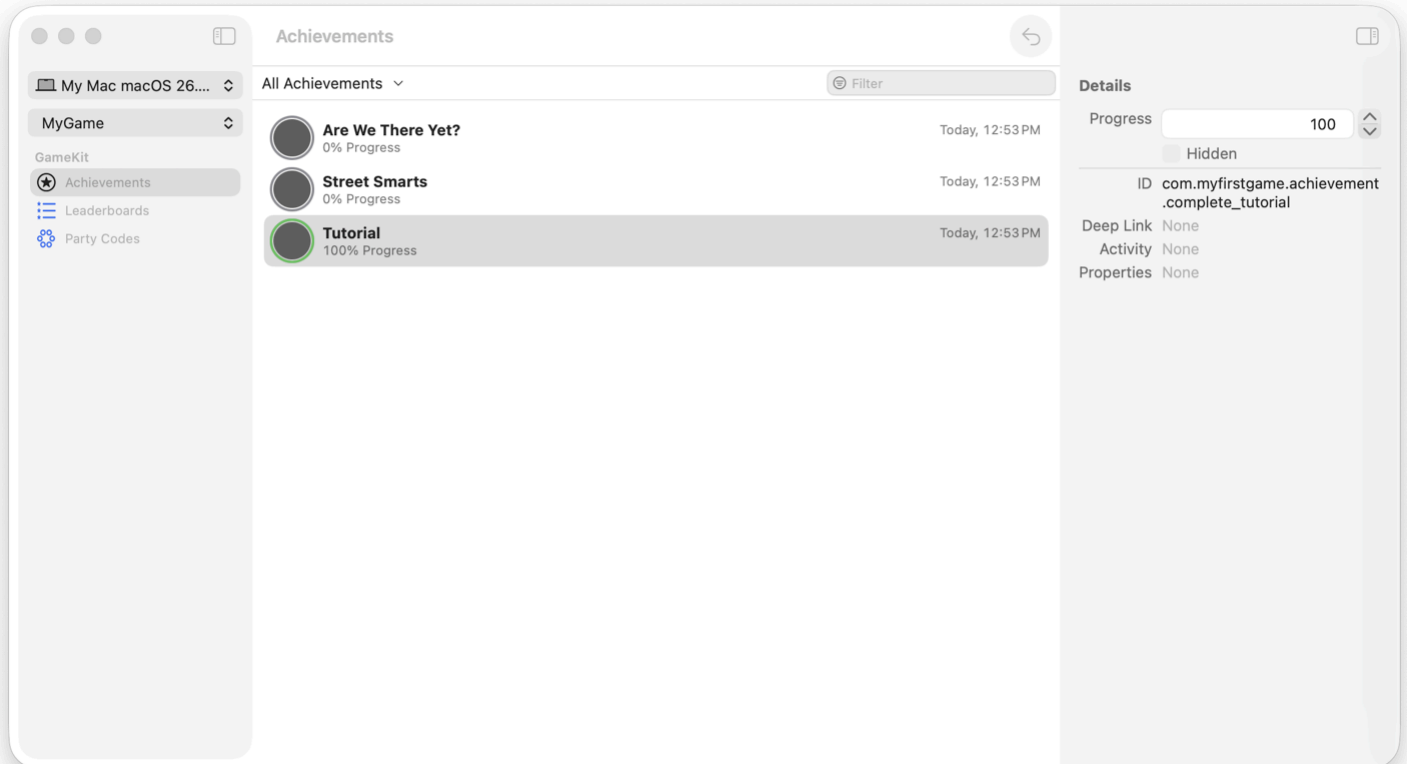 Achievements
My Mac macOS 26....
MyGame
GameKit
Achievements
Leaderboards
Party Codes
All Achievements
Filter
Are We There Yet?
Today, 12:53 PM
0% Progress
Street Smarts
Today, 12:53 PM
0% Progress
Tutorial
Today, 12:53 PM
100% Progress
Details
Progress 100
Hidden
ID com.myfirstgame.achievement
.complete_tutorial
Deep Link None
Activity None
Properties None